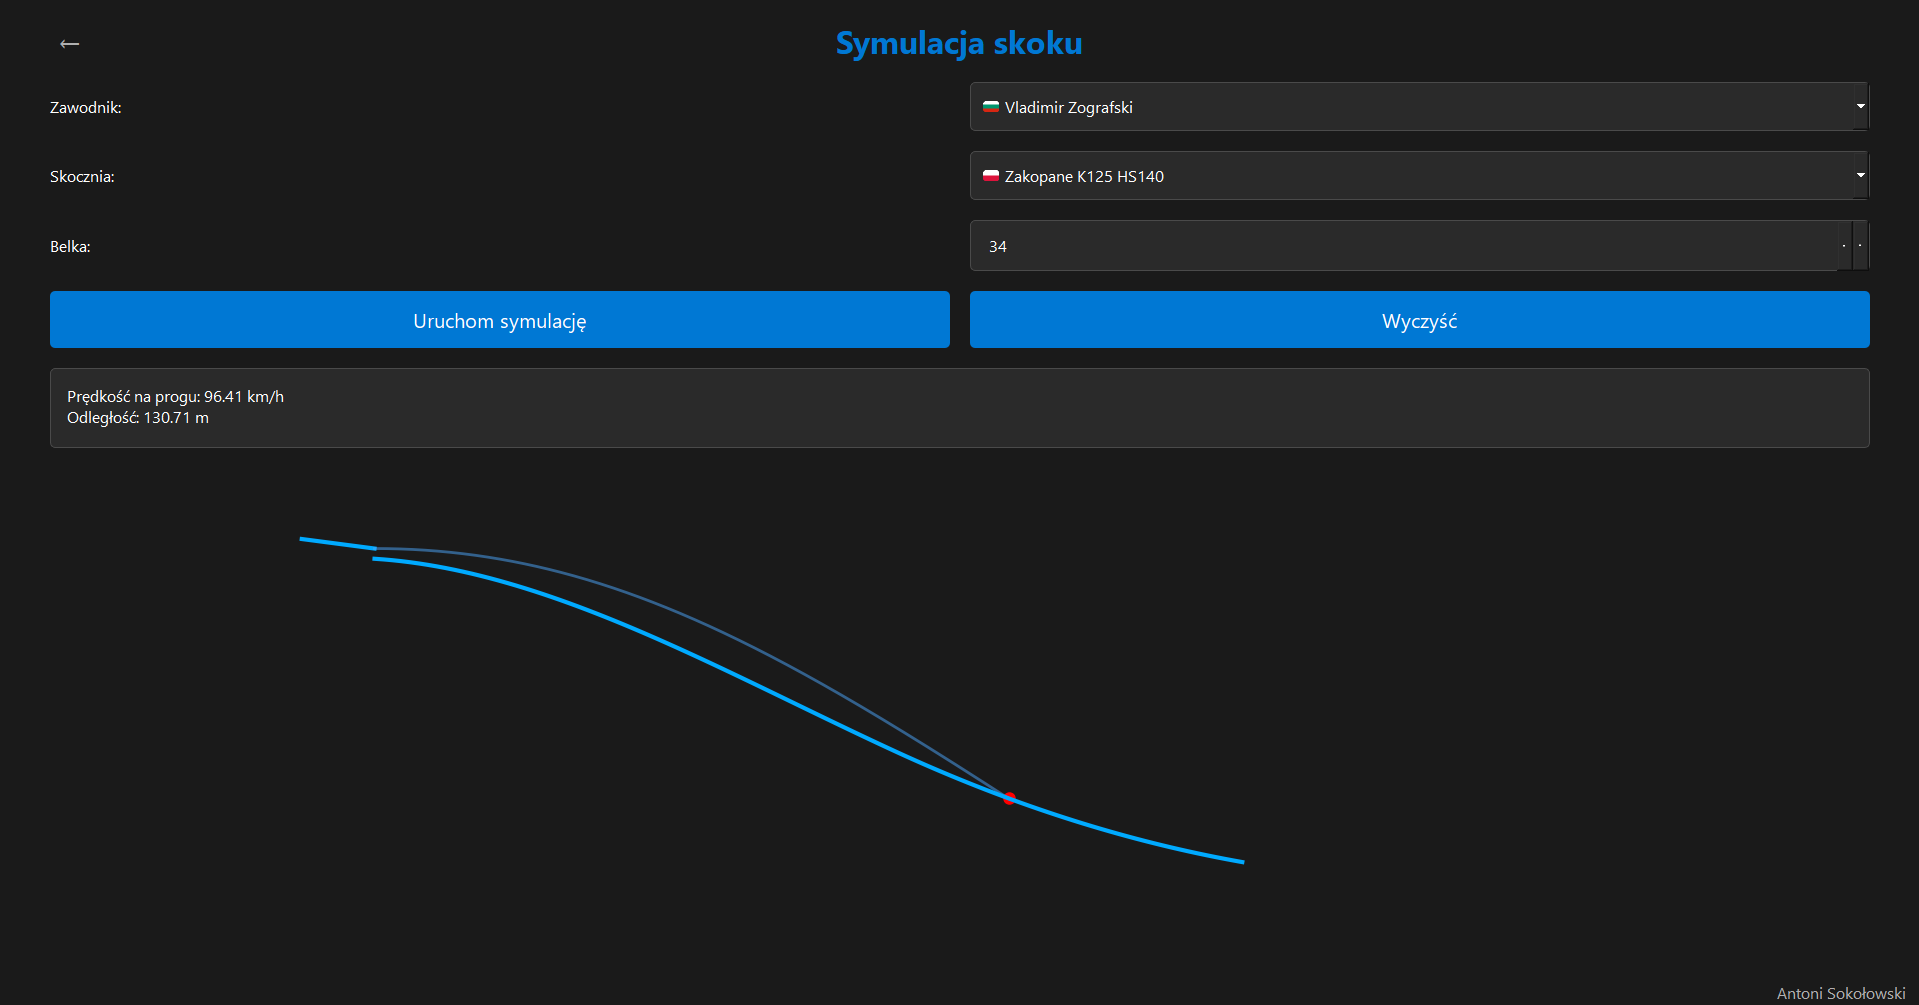 Symulacja skoku
Zawodnik:
Vladimir Zografski
Skocznia:
Zakopane K125 HS140
Belka:
34
Uruchom symulację
Wyczyść
Prędkość na progu: 96.41 km/h
Odległość: 130.71 m
Antoni Sokołowski